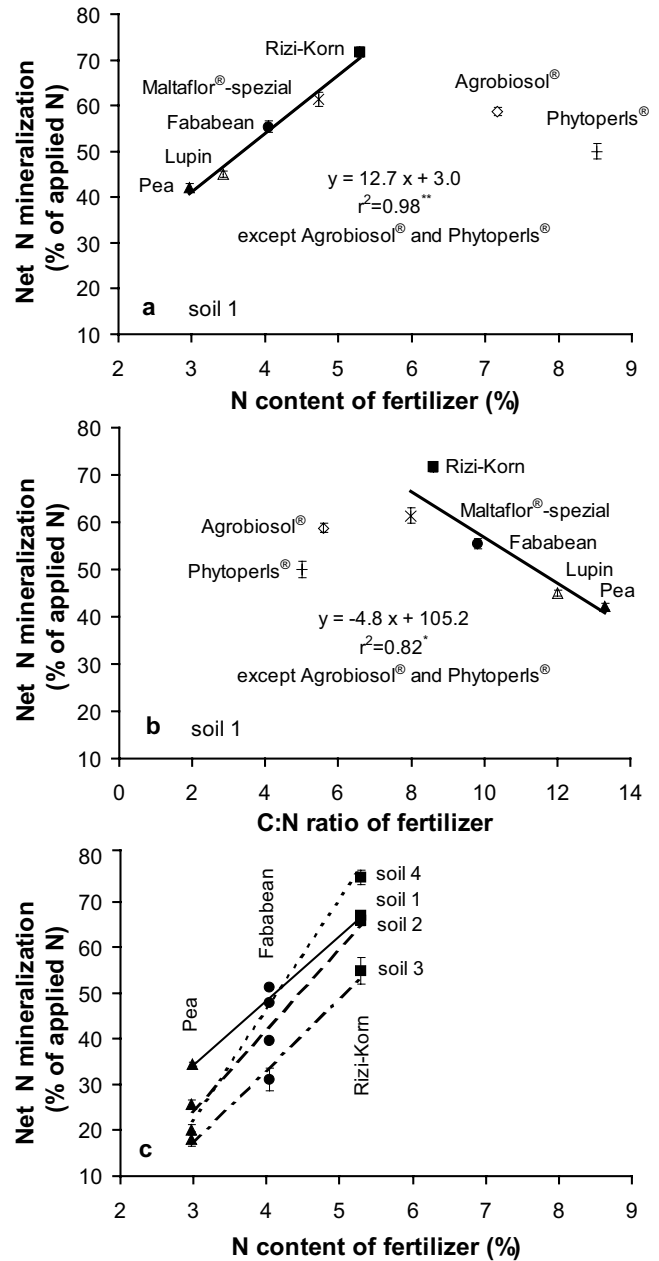 Net N mineralization
(% of applied N)
80
70
60
50
40
30
20
10
Rizi-Korn
Maltaflor®-spezial
Agrobiosol®
Fababean
Phytoperls®
Lupin
Pea
y = 12.7 x + 3.0
r²=0.98**
except Agrobiosol® and Phytoperls®
a soil 1
2 3 4 5 6 7 8 9
N content of fertilizer (%)
Net N mineralization
(% of applied N)
80
70
60
50
40
30
20
10
Rizi-Korn
Maltaflor®-spezial
Agrobiosol®
Fababean
Phytoperls®
Lupin
Pea
y = -4.8 x + 105.2
r²=0.82*
except Agrobiosol® and Phytoperls®
b soil 1
0 2 4 6 8 10 12 14
C:N ratio of fertilizer
Net N mineralization
(% of applied N)
80
70
60
50
40
30
20
10
Pea
Fababean
Rizi-Korn
soil 4
soil 1
soil 2
soil 3
c
2 3 4 5 6 7 8 9
N content of fertilizer (%)